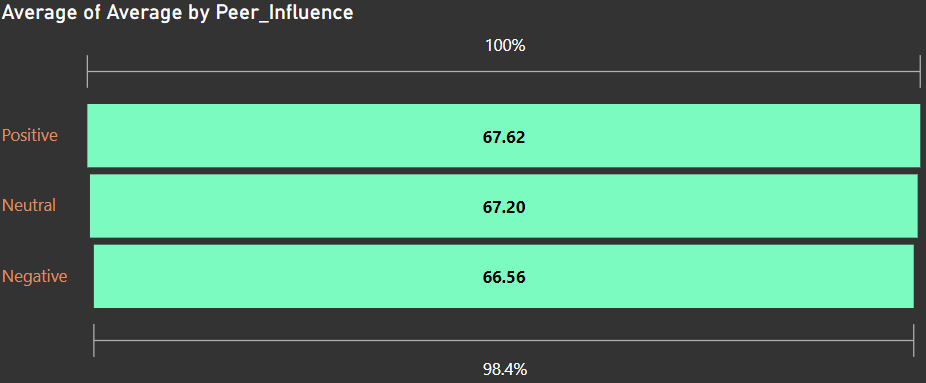 Average of Average by Peer_Influence
100%
Positive 67.62
Neutral 67.20
Negative 66.56
98.4%